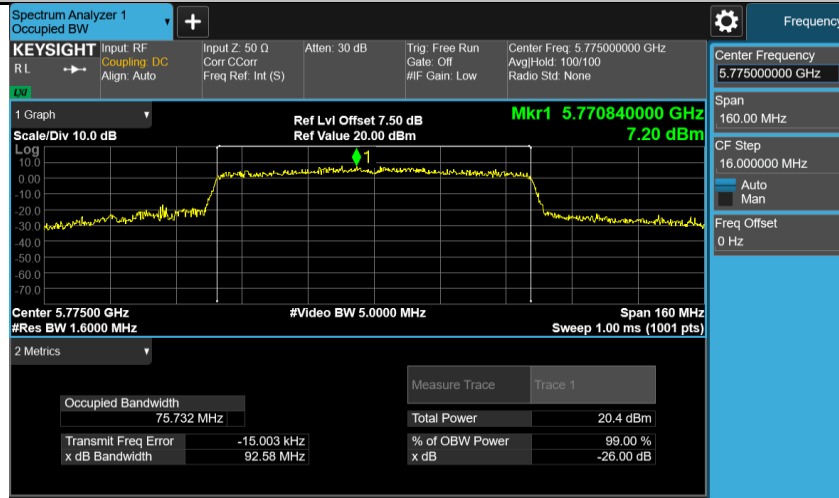 Spectrum Analyzer 1
Occupied BW
Frequency
KEYSIGHT
R L
LXI
Input: RF
Coupling: DC
Align: Auto
Input Z: 50 Ω
Corr CCorr
Freq Ref: Int (S)
Atten: 30 dB
Trig: Free Run
Gate: Off
#IF Gain: Low
Center Freq: 5.775000000 GHz
Avg|Hold: 100/100
Radio Std: None
Center Frequency
5.775000000 GHz
Span
160.00 MHz
CF Step
16.000000 MHz
Auto
Man
Freq Offset
0 Hz
1 Graph
Scale/Div 10.0 dB
Ref Lvl Offset 7.50 dB
Ref Value 20.00 dBm
Mkr1 5.770840000 GHz
7.20 dBm
Log
10.0
0.00
-10.0
-20.0
-30.0
-40.0
-50.0
-60.0
-70.0
1
Center 5.77500 GHz
#Res BW 1.6000 MHz
#Video BW 5.0000 MHz
Span 160 MHz
Sweep 1.00 ms (1001 pts)
2 Metrics
Measure Trace Trace 1
Occupied Bandwidth
75.732 MHz
Total Power 20.4 dBm
Transmit Freq Error -15.003 kHz
% of OBW Power 99.00 %
x dB Bandwidth 92.58 MHz
x dB -26.00 dB